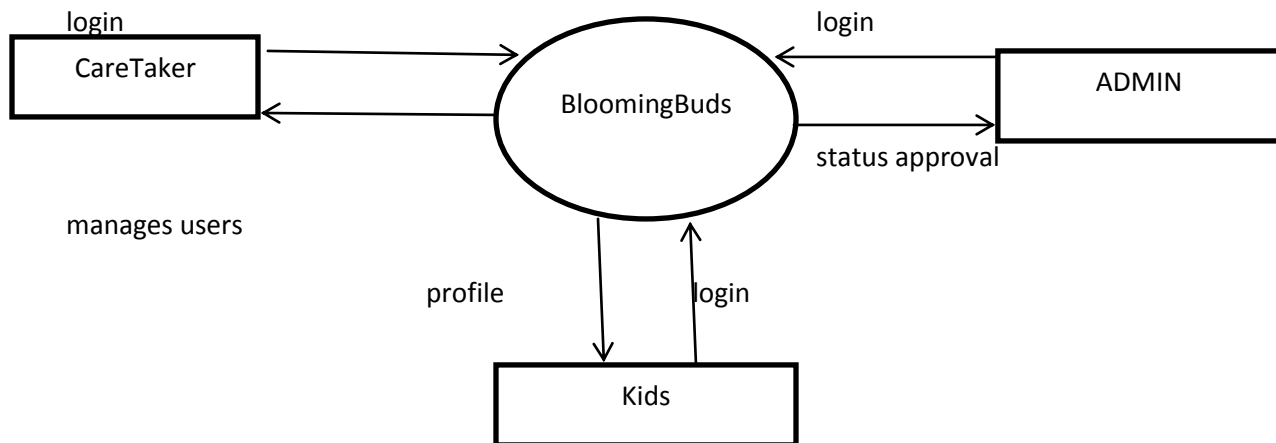 login
login
CareTaker
ADMIN
BloomingBuds
status approval
manages users
profile
login
Kids